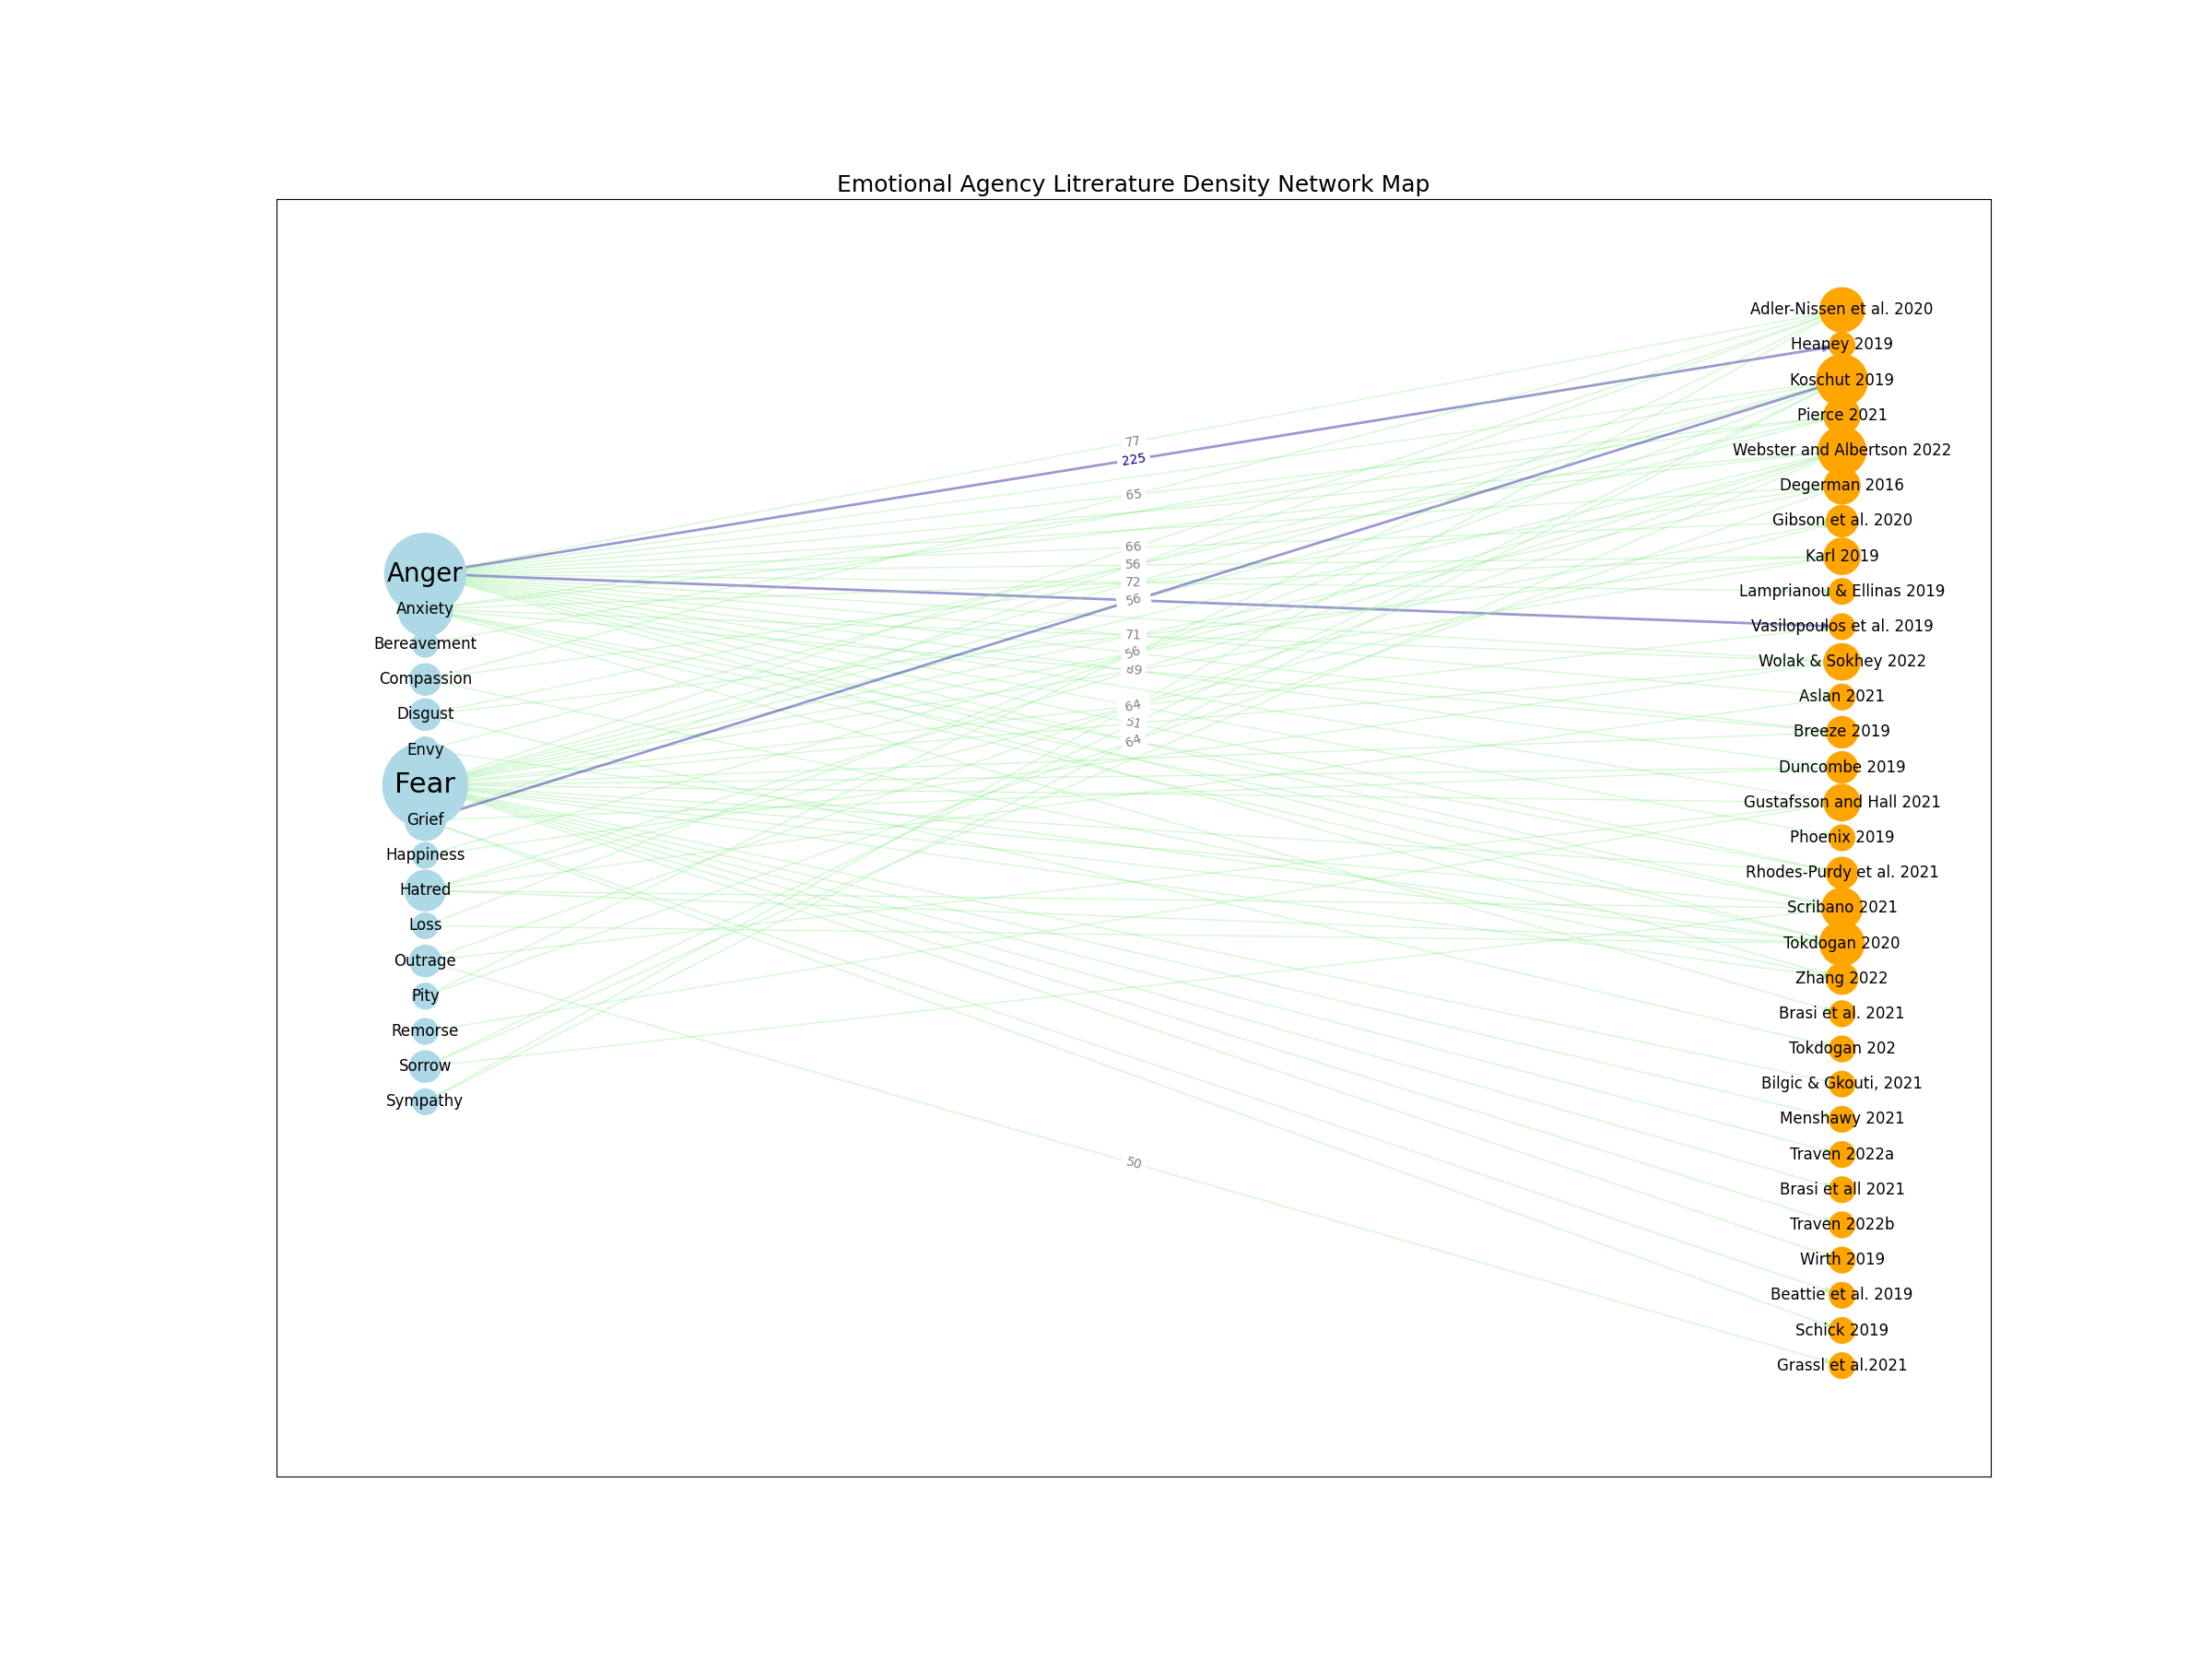 Emotional Agency Litrerature Density Network Map
Anger
Anxiety
Bereavement
Compassion
Disgust
Envy
Fear
Grief
Happiness
Hatred
Loss
Outrage
Pity
Remorse
Sorrow
Sympathy
77
225
65
66
56
72
56
71
56
89
64
51
64
50
Adler-Nissen et al. 2020
Heaney 2019
Koschut 2019
Pierce 2021
Webster and Albertson 2022
Degerman 2016
Gibson et al. 2020
Karl 2019
Lamprianou & Ellinas 2019
Vasilopoulos et al. 2019
Wolak & Sokhey 2022
Aslan 2021
Breeze 2019
Duncombe 2019
Gustafsson and Hall 2021
Phoenix 2019
Rhodes-Purdy et al. 2021
Scribano 2021
Tokdogan 2020
Zhang 2022
Brasi et al. 2021
Tokdogan 202
Bilgic & Gkouti, 2021
Menshawy 2021
Traven 2022a
Brasi et all 2021
Traven 2022b
Wirth 2019
Beattie et al. 2019
Schick 2019
Grassl et al.2021